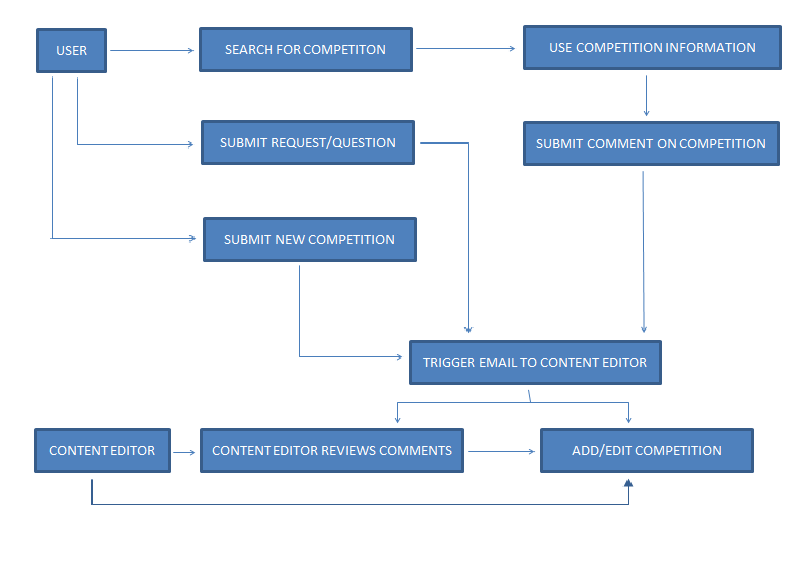 USER
SEARCH FOR COMPETITON
USE COMPETITION INFORMATION
SUBMIT REQUEST/QUESTION
SUBMIT COMMENT ON COMPETITION
SUBMIT NEW COMPETITION
TRIGGER EMAIL TO CONTENT EDITOR
CONTENT EDITOR
CONTENT EDITOR REVIEWS COMMENTS
ADD/EDIT COMPETITION